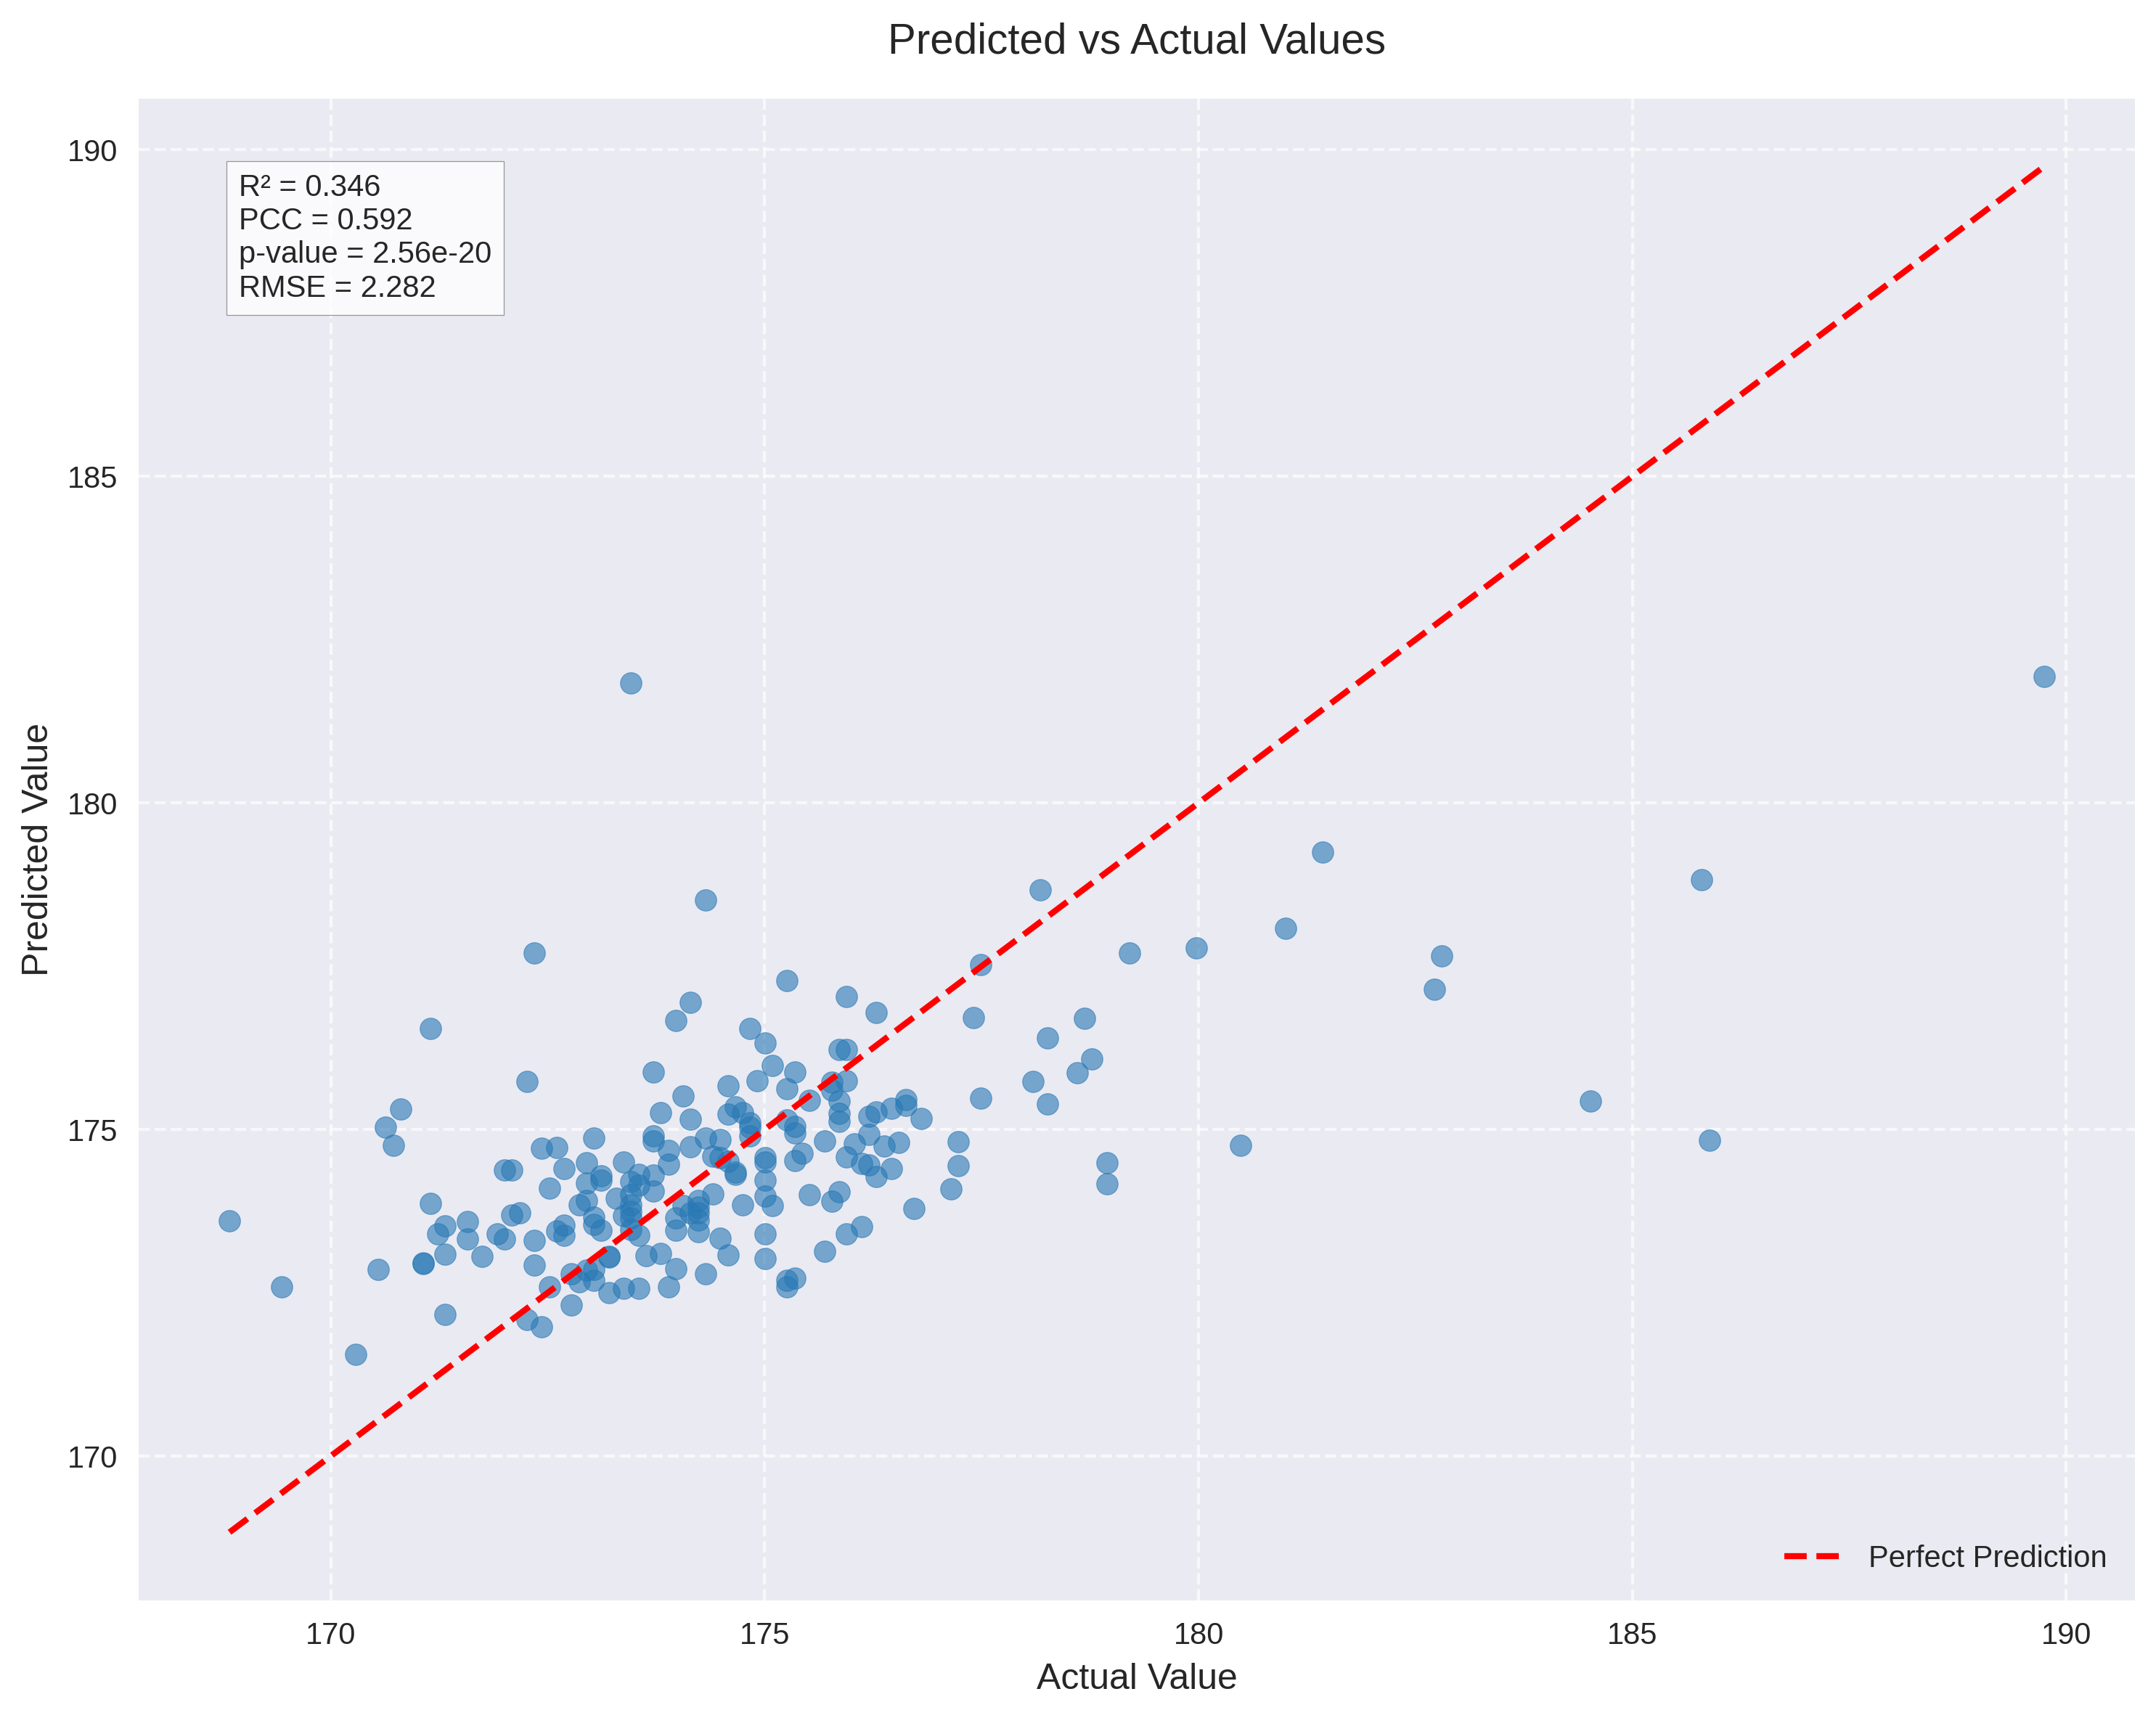 Predicted vs Actual Values
190
185
180
175
170
R² = 0.346
PCC = 0.592
p-value = 2.56e-20
RMSE = 2.282
Predicted Value
Perfect Prediction
170
175
180
185
190
Actual Value